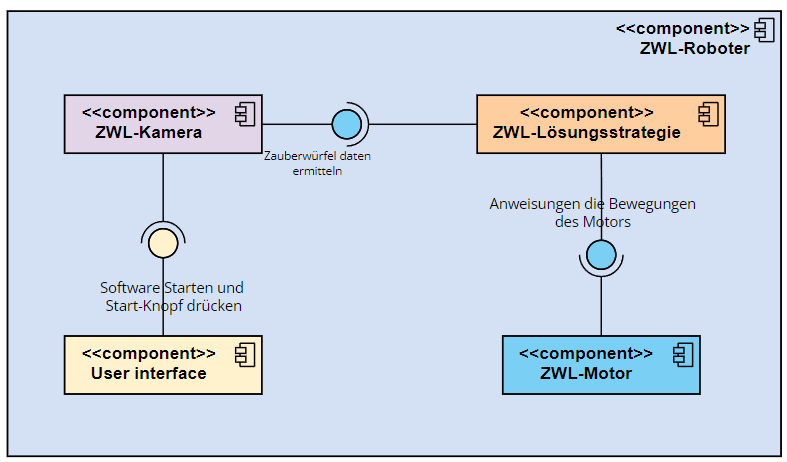 <<component>>
ZWL-Roboter
<<component>>
ZWL-Kamera
<<component>>
ZWL-Lösungsstrategie
Zauberwürfel daten
ermitteln
Anweisungen die Bewegungen
des Motors
Software Starten und
Start-Knopf drücken
<<component>>
User interface
<<component>>
ZWL-Motor